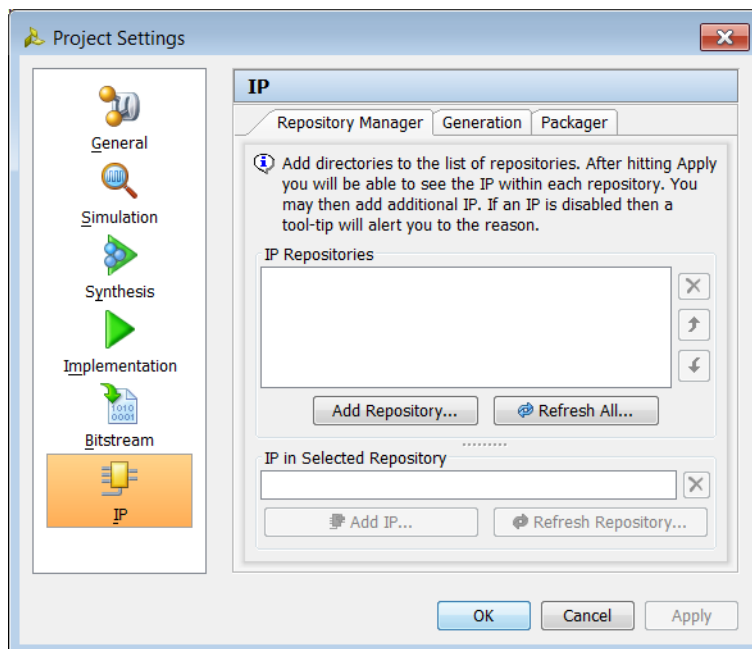 Project Settings
General
Simulation
Synthesis
Implementation
Bitstream
IP
IP
Repository Manager
Generation
Packager
Add directories to the list of repositories. After hitting Apply
you will be able to see the IP within each repository. You
may then add additional IP. If an IP is disabled then a
tool-tip will alert you to the reason.
IP Repositories
Add Repository...
Refresh All...
IP in Selected Repository
Add IP...
Refresh Repository...
OK
Cancel
Apply